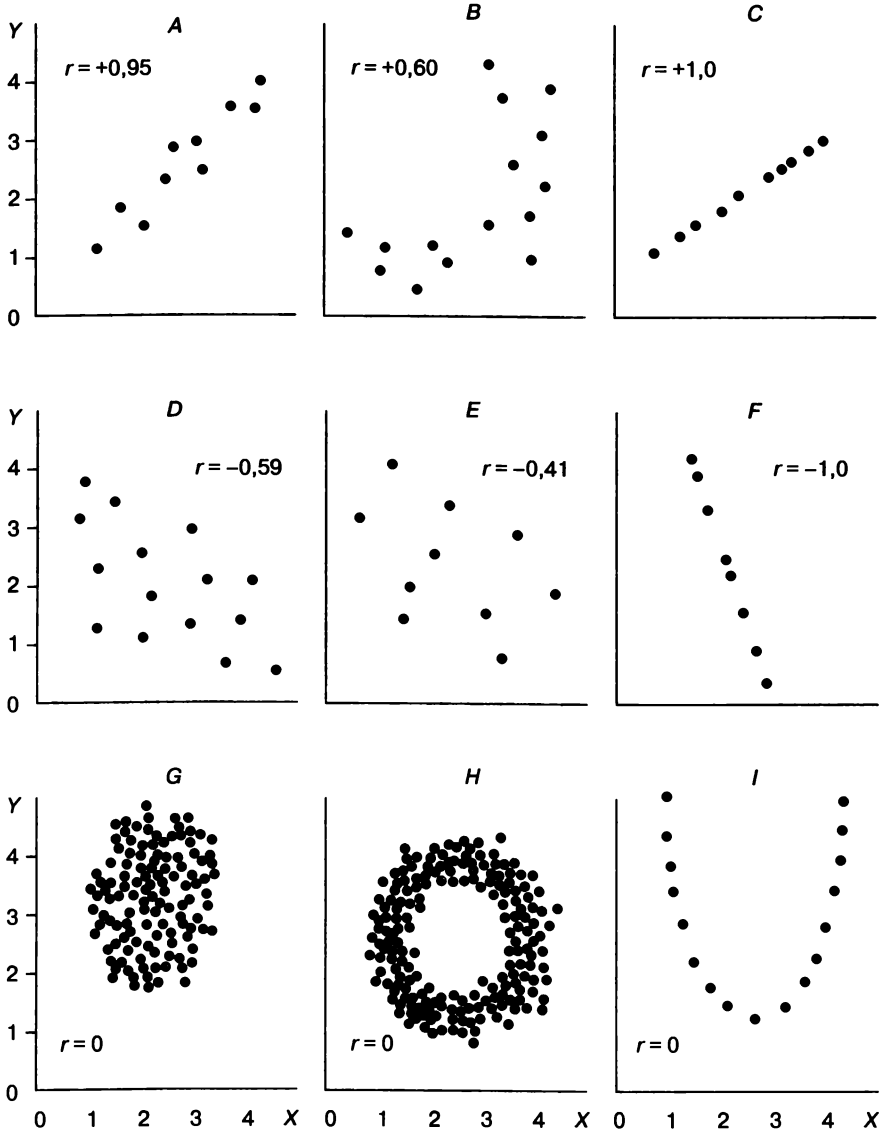 Y A B C
r = +0,95 r = +0,60 r = +1,0
4
3
2
1
0
Y D E F
r = −0,59 r = −0,41 r = −1,0
4
3
2
1
0
Y G H I
4
3
2
1
r = 0 r = 0 r = 0
0
0 1 2 3 4 X 0 1 2 3 4 X 0 1 2 3 4 X